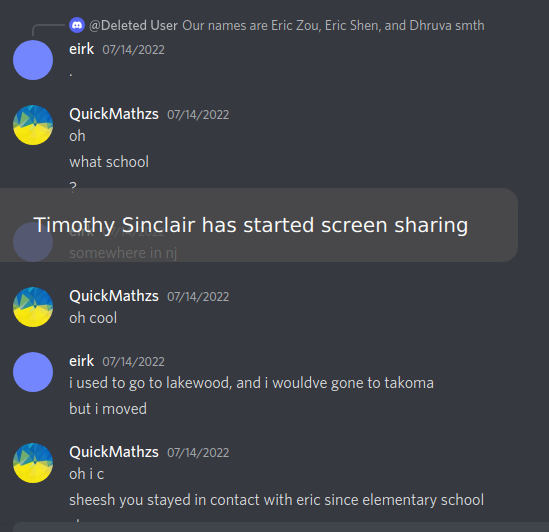 @Deleted User Our names are Eric Zou, Eric Shen, and Dhruva smth
eirk 07/14/2022
.
QuickMathzs 07/14/2022
oh
what school
?
Timothy Sinclair has started screen sharing
somewhere in nj
QuickMathzs 07/14/2022
oh cool
eirk 07/14/2022
i used to go to lakewood, and i wouldve gone to takoma
but i moved
QuickMathzs 07/14/2022
oh i c
sheesh you stayed in contact with eric since elementary school